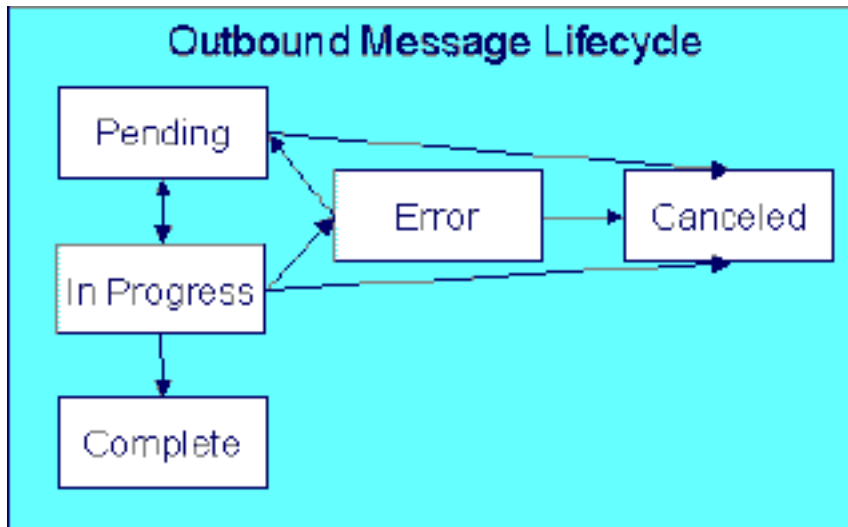 Outbound Message Lifecycle
Pending
Error
Canceled
In Progress
Complete